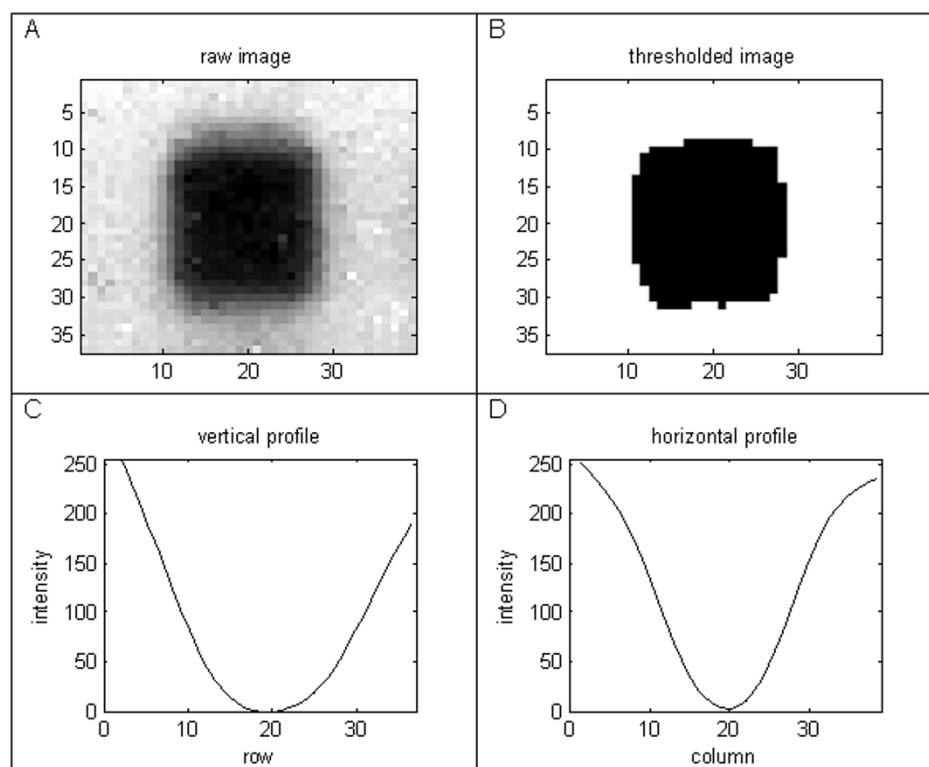 A
raw image
5
10
15
20
25
30
35
10 20 30
B
thresholded image
5
10
15
20
25
30
35
10 20 30
C
vertical profile
250
200
150
100
50
0
intensity
0 10 20 30
row
D
horizontal profile
250
200
150
100
50
0
intensity
0 10 20 30
column